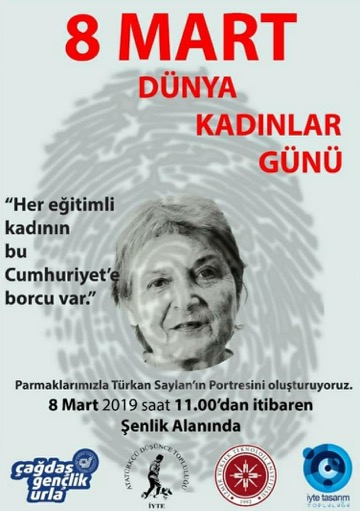 8 MART
DÜNYA
KADINLAR
GÜNÜ
“Her eğitimli
kadının
bu
Cumhuriyet’e
borcu var.”
Parmaklarımızla Türkan Saylan’ın Portresini oluşturuyoruz.
8 Mart 2019 saat 11.00’dan itibaren
Şenlik Alanında
çağdaş
gençlik
urla
ATATÜRKÇÜ DÜŞÜNCE TOPLULUĞU
İYTE
İZMİR YÜKSEK TEKNOLOJİ ENSTİTÜSÜ
1992
iyte tasarım
TOPLULUĞU